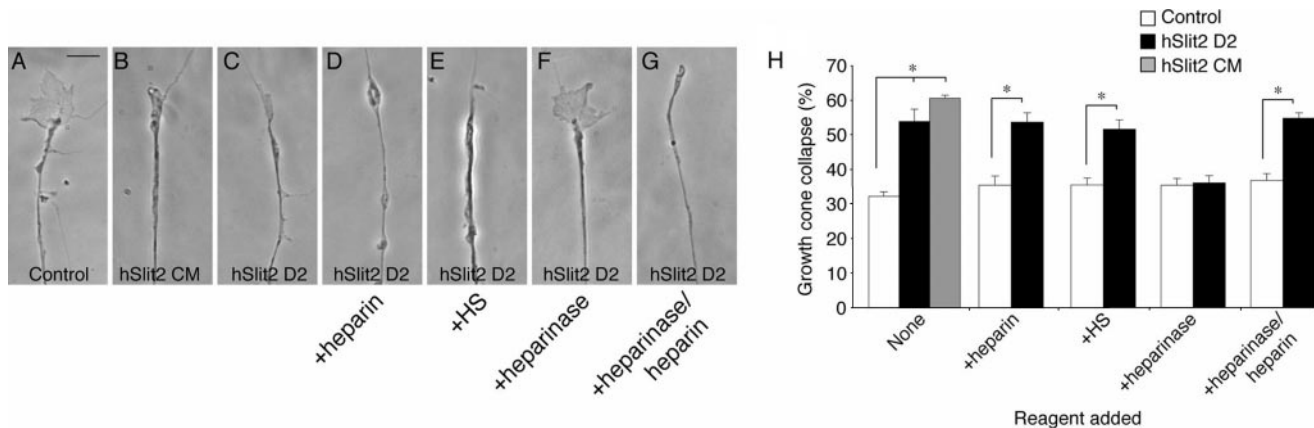 A B C D E F G
Control hSlit2 CM hSlit2 D2 hSlit2 D2 hSlit2 D2 hSlit2 D2 hSlit2 D2
+heparin
+HS
+heparinase
+heparinase/
heparin
H
Control
hSlit2 D2
hSlit2 CM
Growth cone collapse (%)
70
60
50
40
30
20
10
0
* * * *
None
+heparin
+HS
+heparinase
+heparinase/
heparin
Reagent added